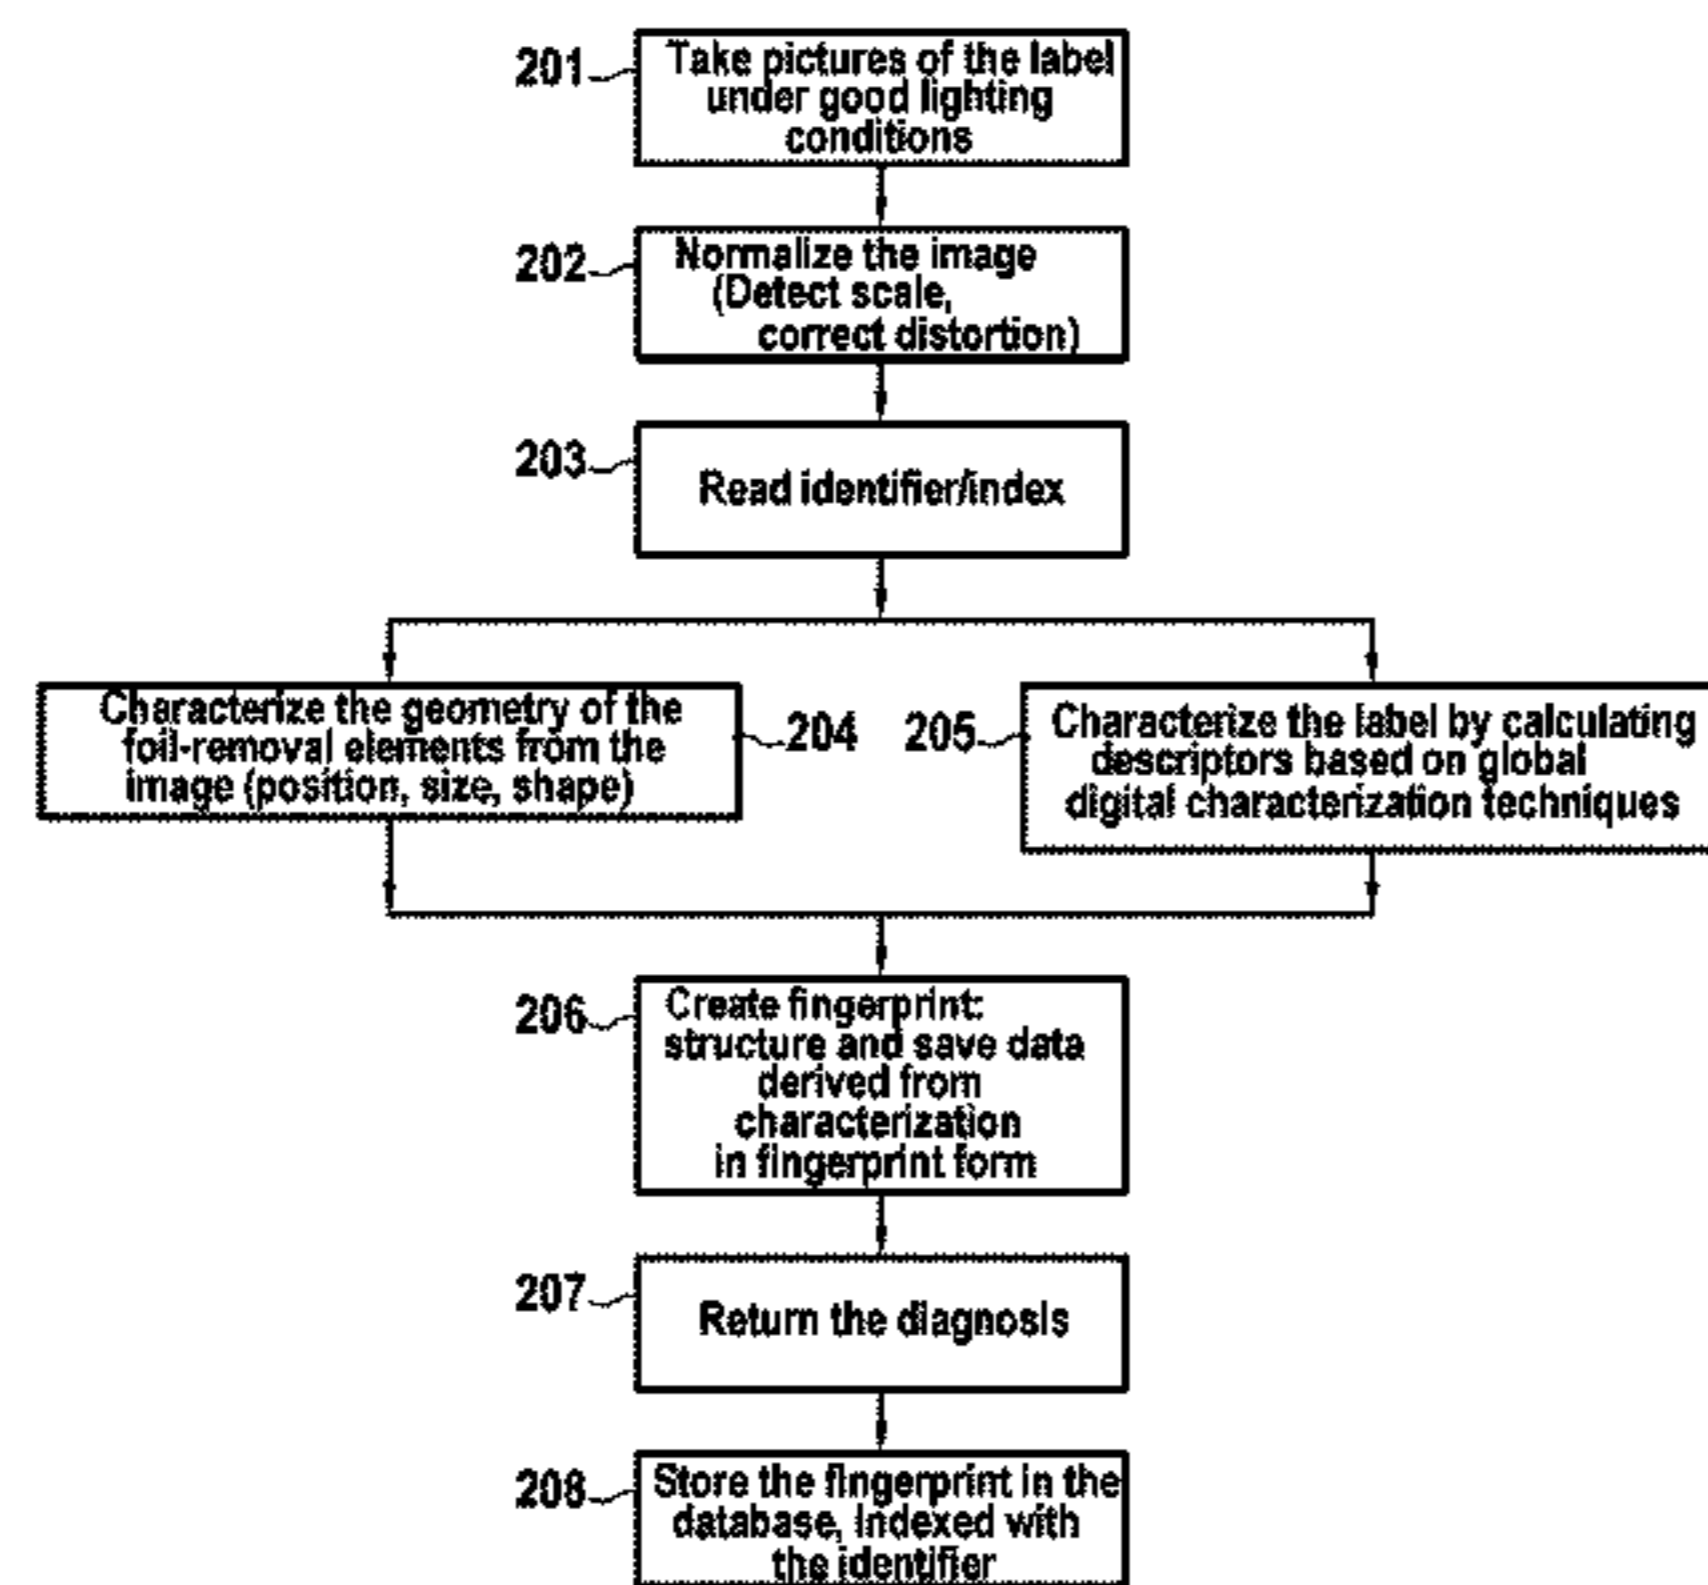 201
Take pictures of the label
under good lighting
conditions
202
Normalize the image
(Detect scale,
correct distortion)
203
Read identifier/index
Characterize the geometry of the
foil-removal elements from the
image (position, size, shape)
204
205
Characterize the label by calculating
descriptors based on global
digital characterization techniques
206
Create fingerprint:
structure and save data
derived from
characterization
in fingerprint form
207
Return the diagnosis
208
Store the fingerprint in the
database, indexed with
the identifier